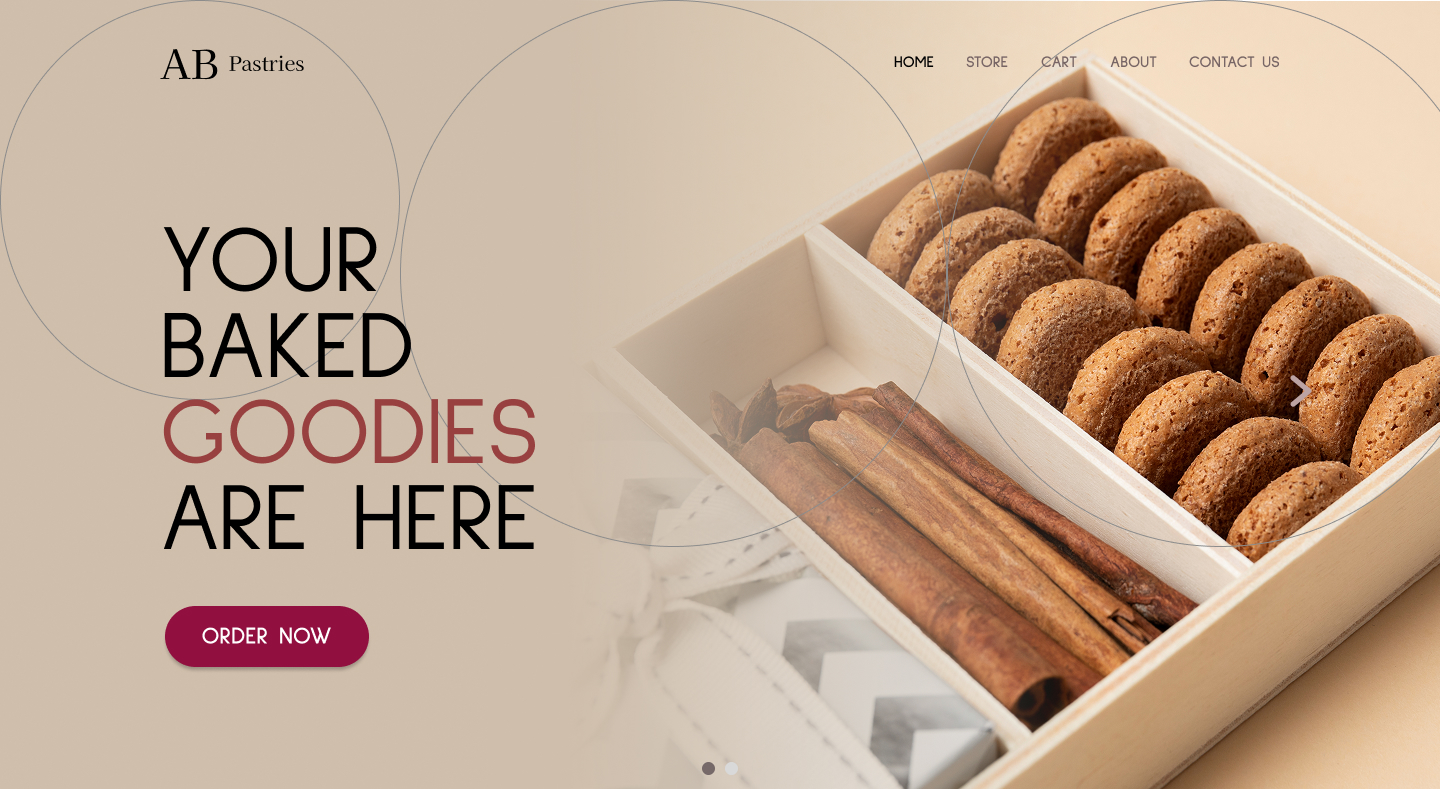 AB Pastries
HOME STORE CART ABOUT CONTACT US
YOUR
BAKED
GOODIES
ARE HERE
ORDER NOW